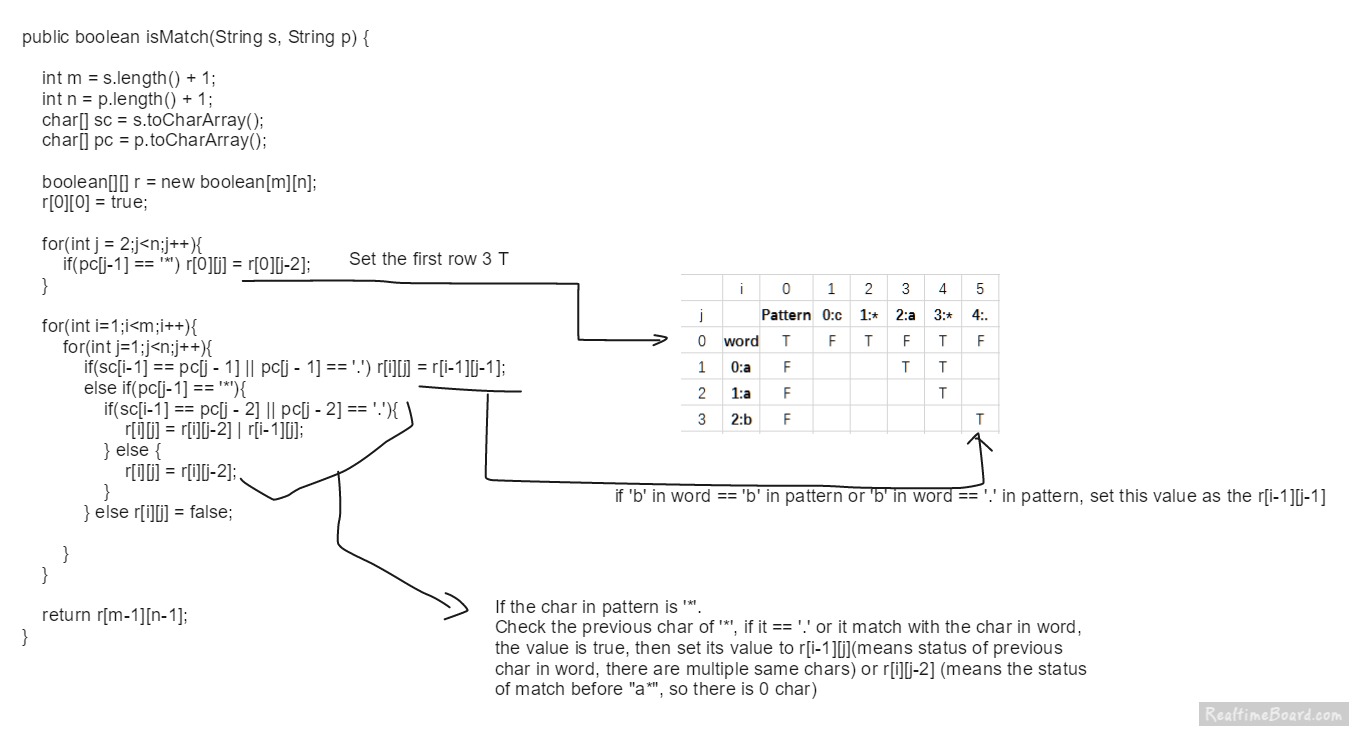 public boolean isMatch(String s, String p) {
int m = s.length() + 1;
int n = p.length() + 1;
char[] sc = s.toCharArray();
char[] pc = p.toCharArray();
boolean[][] r = new boolean[m][n];
r[0][0] = true;
for(int j = 2;j<n;j++){
if(pc[j-1] == '*') r[0][j] = r[0][j-2];
}
Set the first row 3 T
for(int i=1;i<m;i++){
for(int j=1;j<n;j++){
if(sc[i-1] == pc[j - 1] || pc[j - 1] == '.') r[i][j] = r[i-1][j-1];
else if(pc[j-1] == '*'){
if(sc[i-1] == pc[j - 2] || pc[j - 2] == '.'){
r[i][j] = r[i][j-2] | r[i-1][j];
} else {
r[i][j] = r[i][j-2];
}
} else r[i][j] = false;
}
}
return r[m-1][n-1];
}
i 0 1 2 3 4 5
j Pattern 0:c 1:* 2:a 3:* 4:.
0 word T F T F T F
1 0:a F T T
2 1:a F T
3 2:b F T
if 'b' in word == 'b' in pattern or 'b' in word == '.' in pattern, set this value as the r[i-1][j-1]
If the char in pattern is '*'.
Check the previous char of '*', if it == '.' or it match with the char in word,
the value is true, then set its value to r[i-1][j](means status of previous
char in word, there are multiple same chars) or r[i][j-2] (means the status
of match before "a*", so there is 0 char)
RealtimeBoard.com